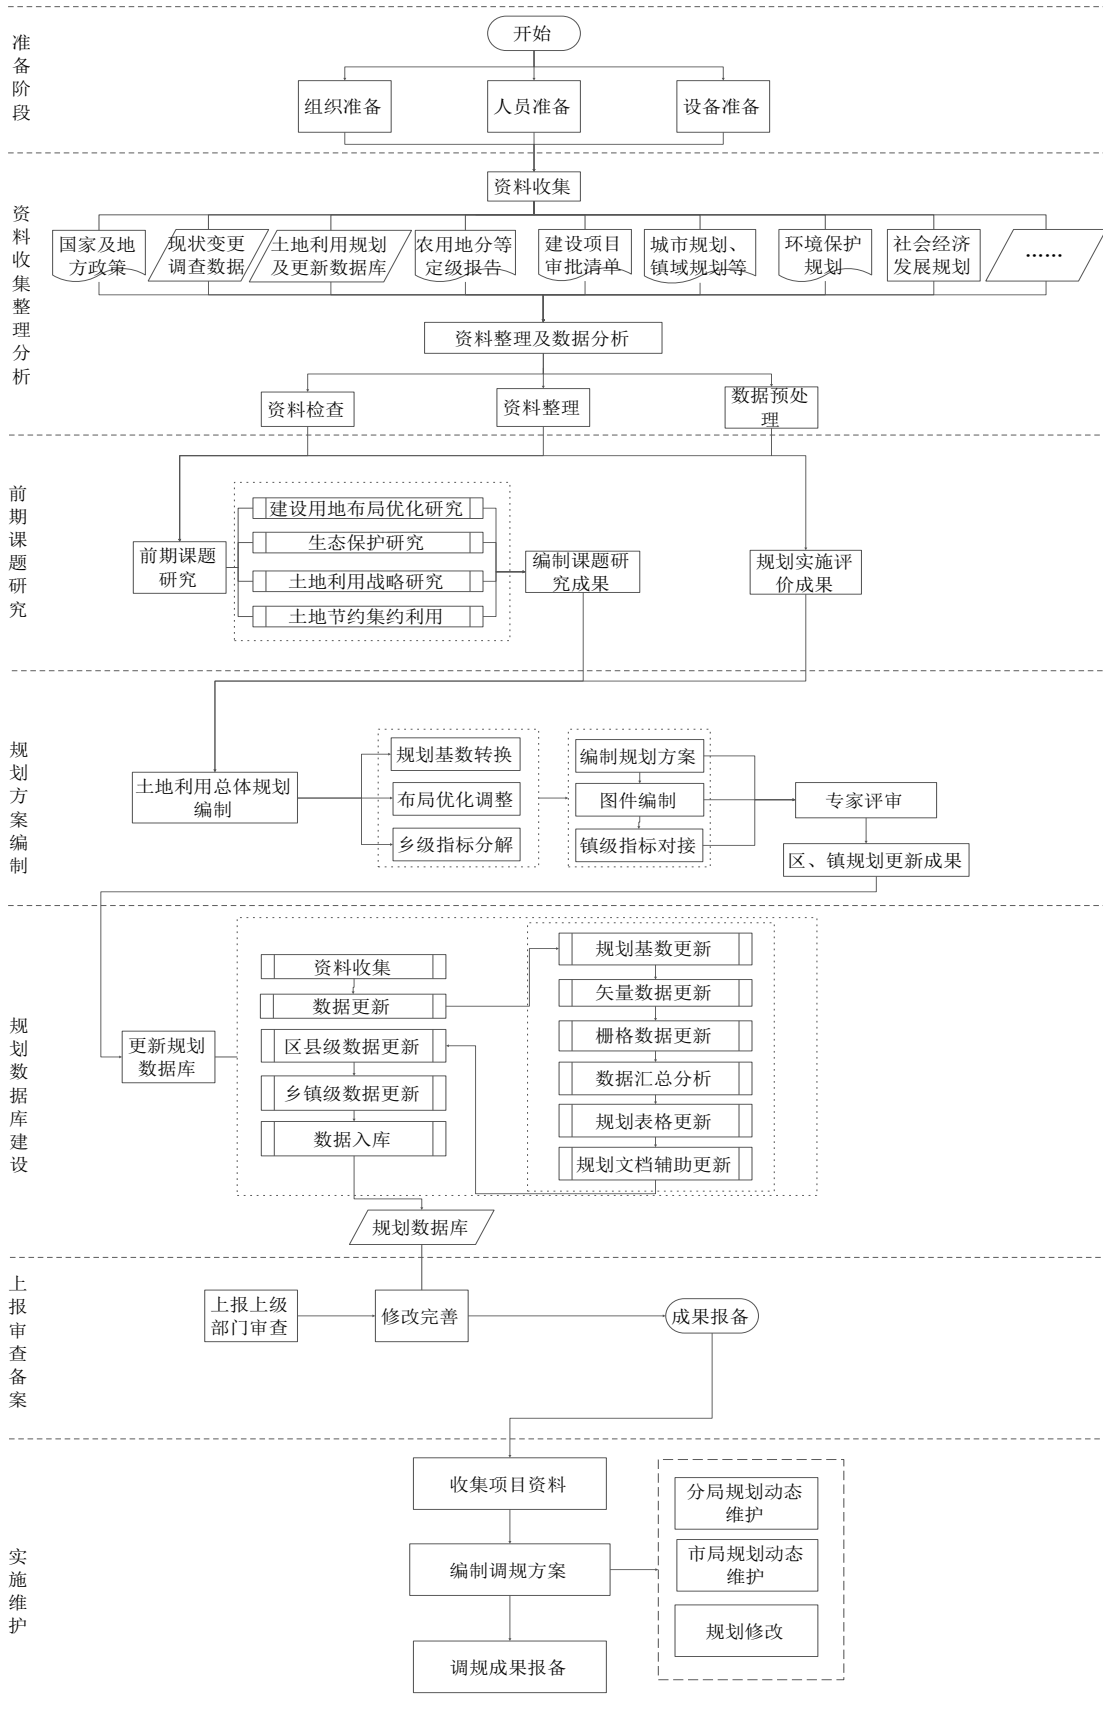 准备阶段
开始
组织准备
人员准备
设备准备
资料收集整理分析
资料收集
国家及地
方政策
现状变更
调查数据
土地利用规划
及更新数据库
农用地分等
定级报告
建设项目
审批清单
城市规划、
镇域规划等
环境保护
规划
社会经济
发展规划
……
资料整理及数据分析
资料检查
资料整理
数据预处
理
前期课题研究
前期课题
研究
建设用地布局优化研究
生态保护研究
土地利用战略研究
土地节约集约利用
编制课题研
究成果
规划实施评
价成果
规划方案编制
土地利用总体规划
编制
规划基数转换
布局优化调整
乡级指标分解
编制规划方案
图件编制
镇级指标对接
专家评审
区、镇规划更新成果
规划数据库建设
更新规划
数据库
资料收集
数据更新
区县级数据更新
乡镇级数据更新
数据入库
规划基数更新
矢量数据更新
栅格数据更新
数据汇总分析
规划表格更新
规划文档辅助更新
规划数据库
上报审查备案
上报上级
部门审查
修改完善
成果报备
实施维护
收集项目资料
编制调规方案
调规成果报备
分局规划动态
维护
市局规划动态
维护
规划修改